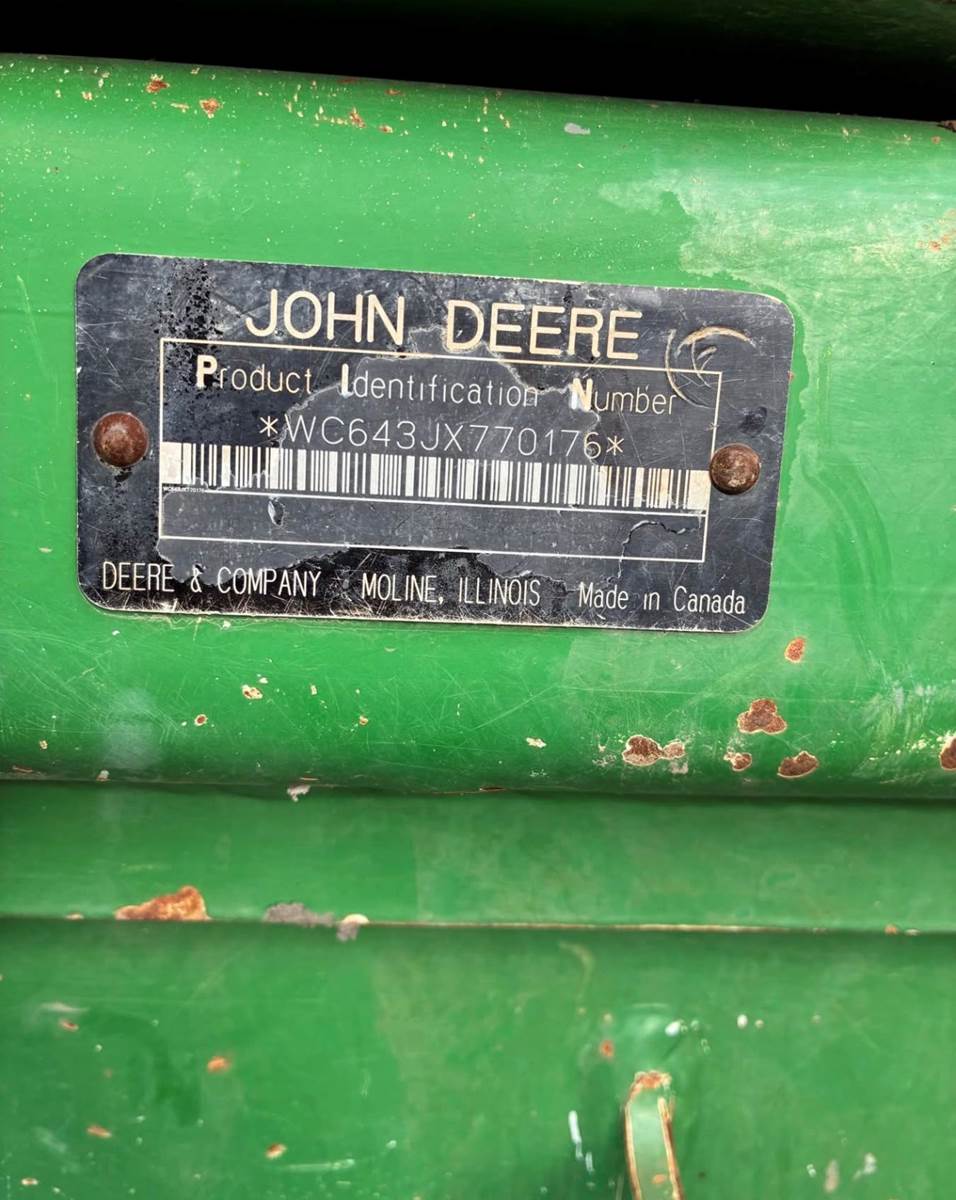 JOHN DEERE
Product Identification Number
*WC643JX770176*
DEERE & COMPANY MOLINE, ILLINOIS Made in Canada